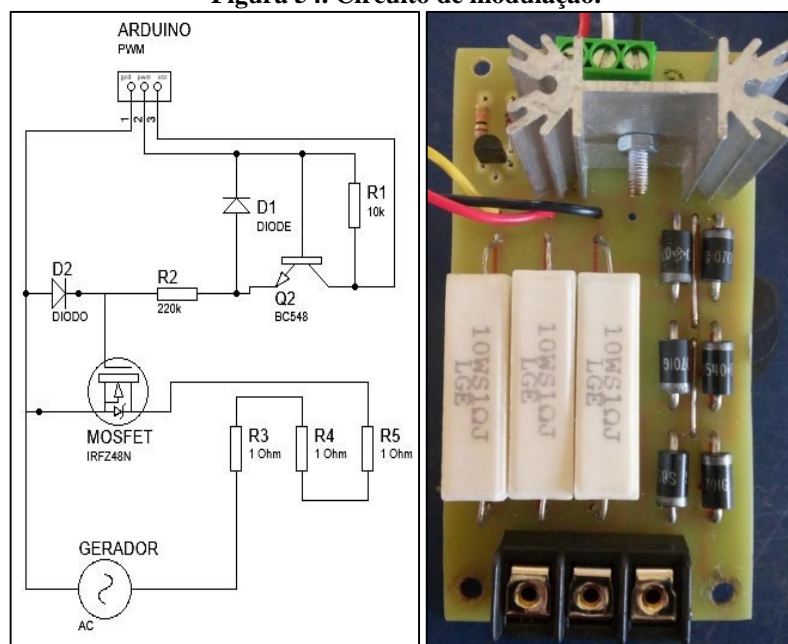 Figura 54. Circuito de modulação.
ARDUINO
PWM
gnd pwm
1 2 3
D1
DIODE
R1
10k
D2
DIODO
R2
220k
Q2
BC548
MOSFET
IRFZ48N
R3
1 Ohm
R4
1 Ohm
R5
1 Ohm
GERADOR
AC
10WS1ΩJ
LGE
10WS1ΩJ
LGE
10WS1ΩJ
LGE